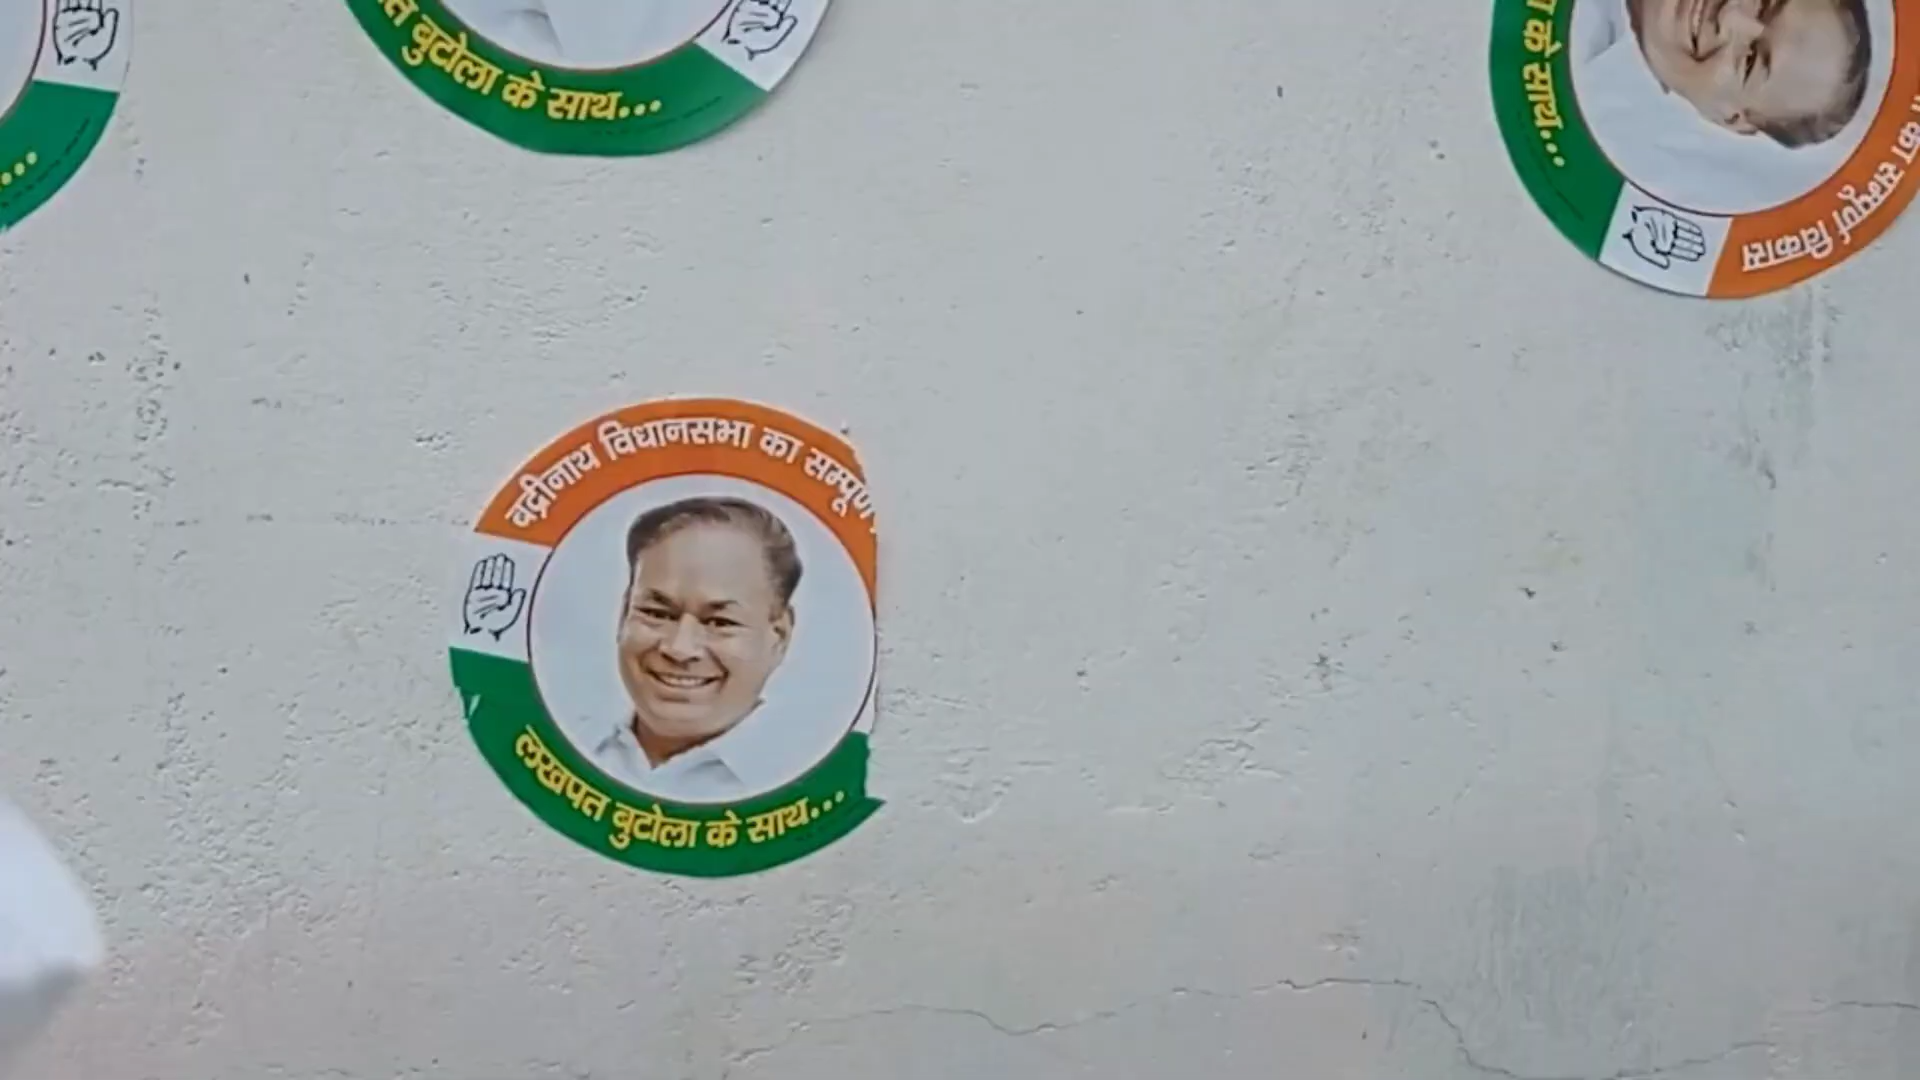 बुटोला के साथ...
के साथ...
का सम्पूर्ण विकास
बद्रीनाथ विधानसभा का सम्पूर्ण
लखपत बुटोला के साथ...